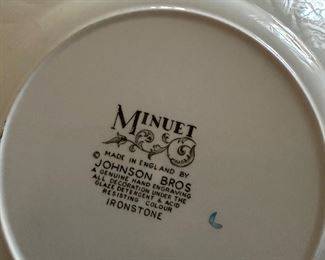 MINUET
© MADE IN ENGLAND BY
JOHNSON BROS
A GENUINE HAND ENGRAVING
ALL DECORATION UNDER THE
GLAZE DETERGENT & ACID
RESISTING COLOUR
IRONSTONE